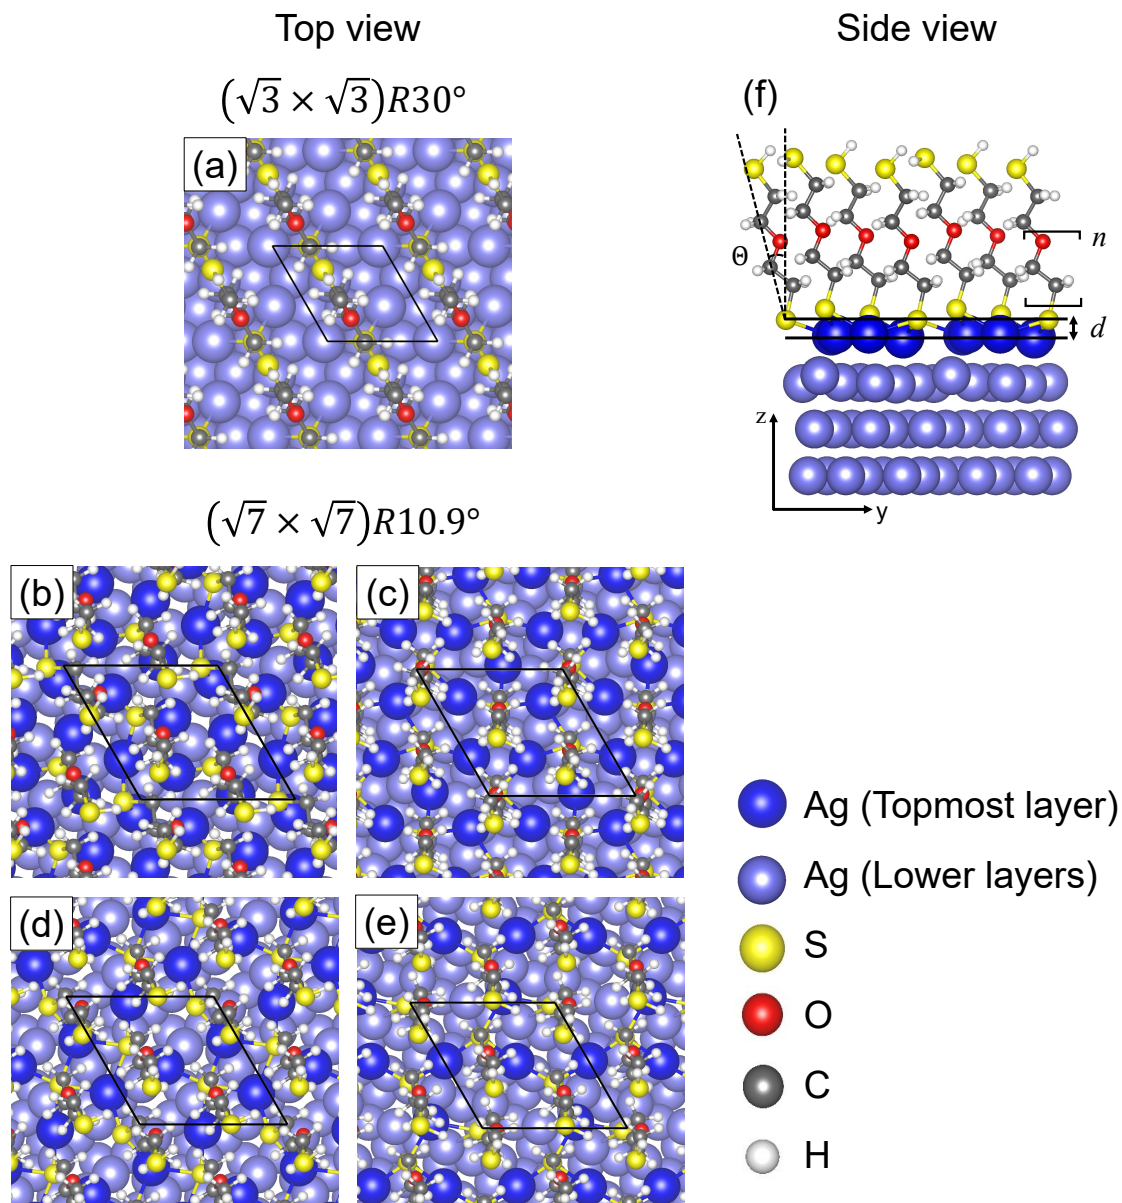 Top view
Side view
(√3 × √3)R30°
(a)
(f)
Θ
n
d
z
y
(√7 × √7)R10.9°
(b)
(c)
(d)
(e)
Ag (Topmost layer)
Ag (Lower layers)
S
O
C
H